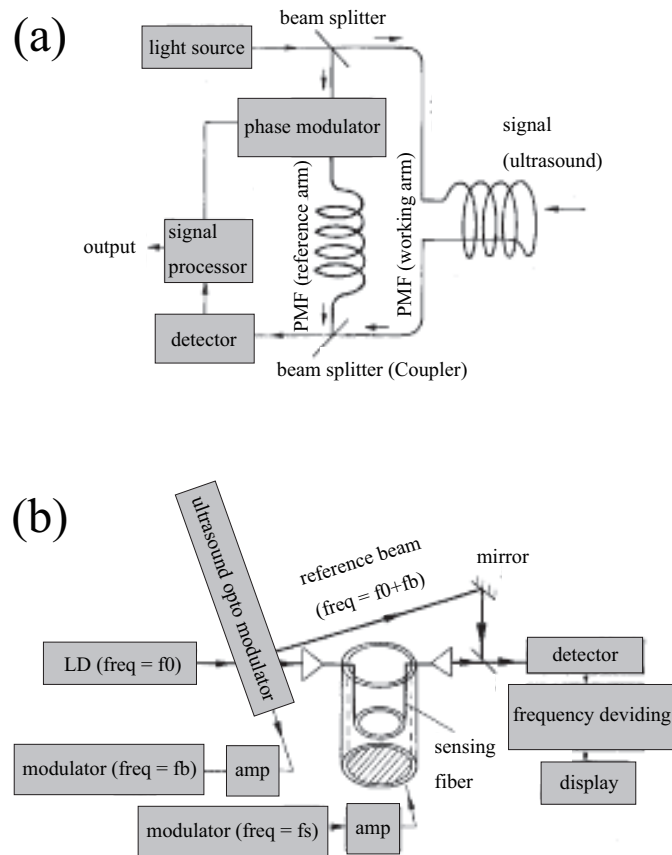 (a)
beam splitter
light source
phase modulator
signal
(ultrasound)
PMF (reference arm)
PMF (working arm)
output
signal
processor
detector
beam splitter (Coupler)
(b)
ultrasound opto modulator
reference beam
(freq = f0+fb)
mirror
LD (freq = f0)
detector
frequency deviding
sensing
fiber
modulator (freq = fb)
amp
display
modulator (freq = fs)
amp